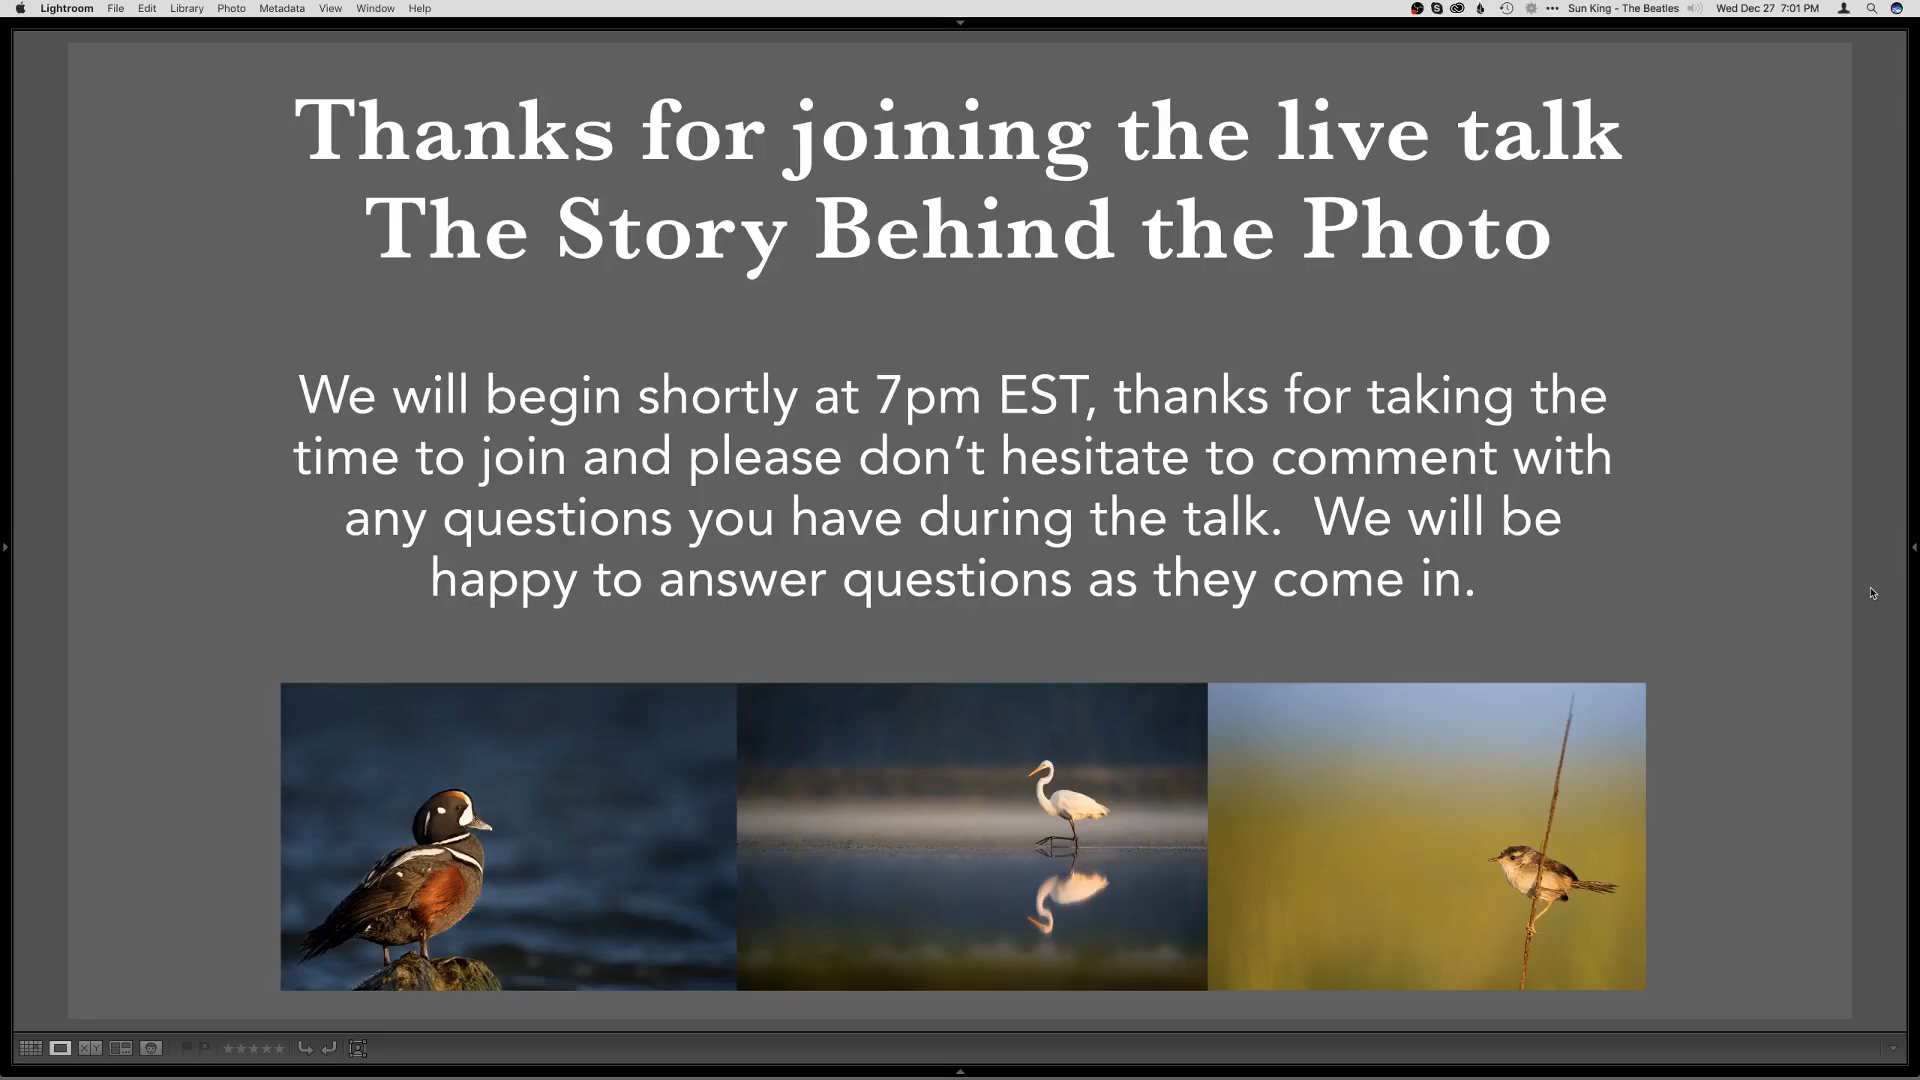 Lightroom File Edit Library Photo Metadata View Window Help Sun King - The Beatles Wed Dec 27 7:01 PM
Thanks for joining the live talk
The Story Behind the Photo
We will begin shortly at 7pm EST, thanks for taking the
time to join and please don’t hesitate to comment with
any questions you have during the talk.  We will be
happy to answer questions as they come in.
XY